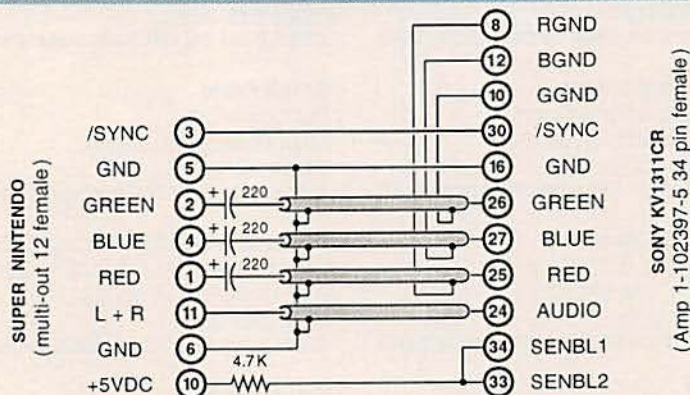 8 RGND
12 BGND
10 GGND
/SYNC 3 30 /SYNC
GND 5 16 GND
GREEN 2 + 220 26 GREEN
BLUE 4 + 220 27 BLUE
RED 1 + 220 25 RED
L + R 11 24 AUDIO
GND 6 34 SENBL1
+5VDC 10 4.7K 33 SENBL2
SUPER NINTENDO
(multi-out 12 female)
SONY KV1311CR
(Amp 1-102397-5 34 pin female)